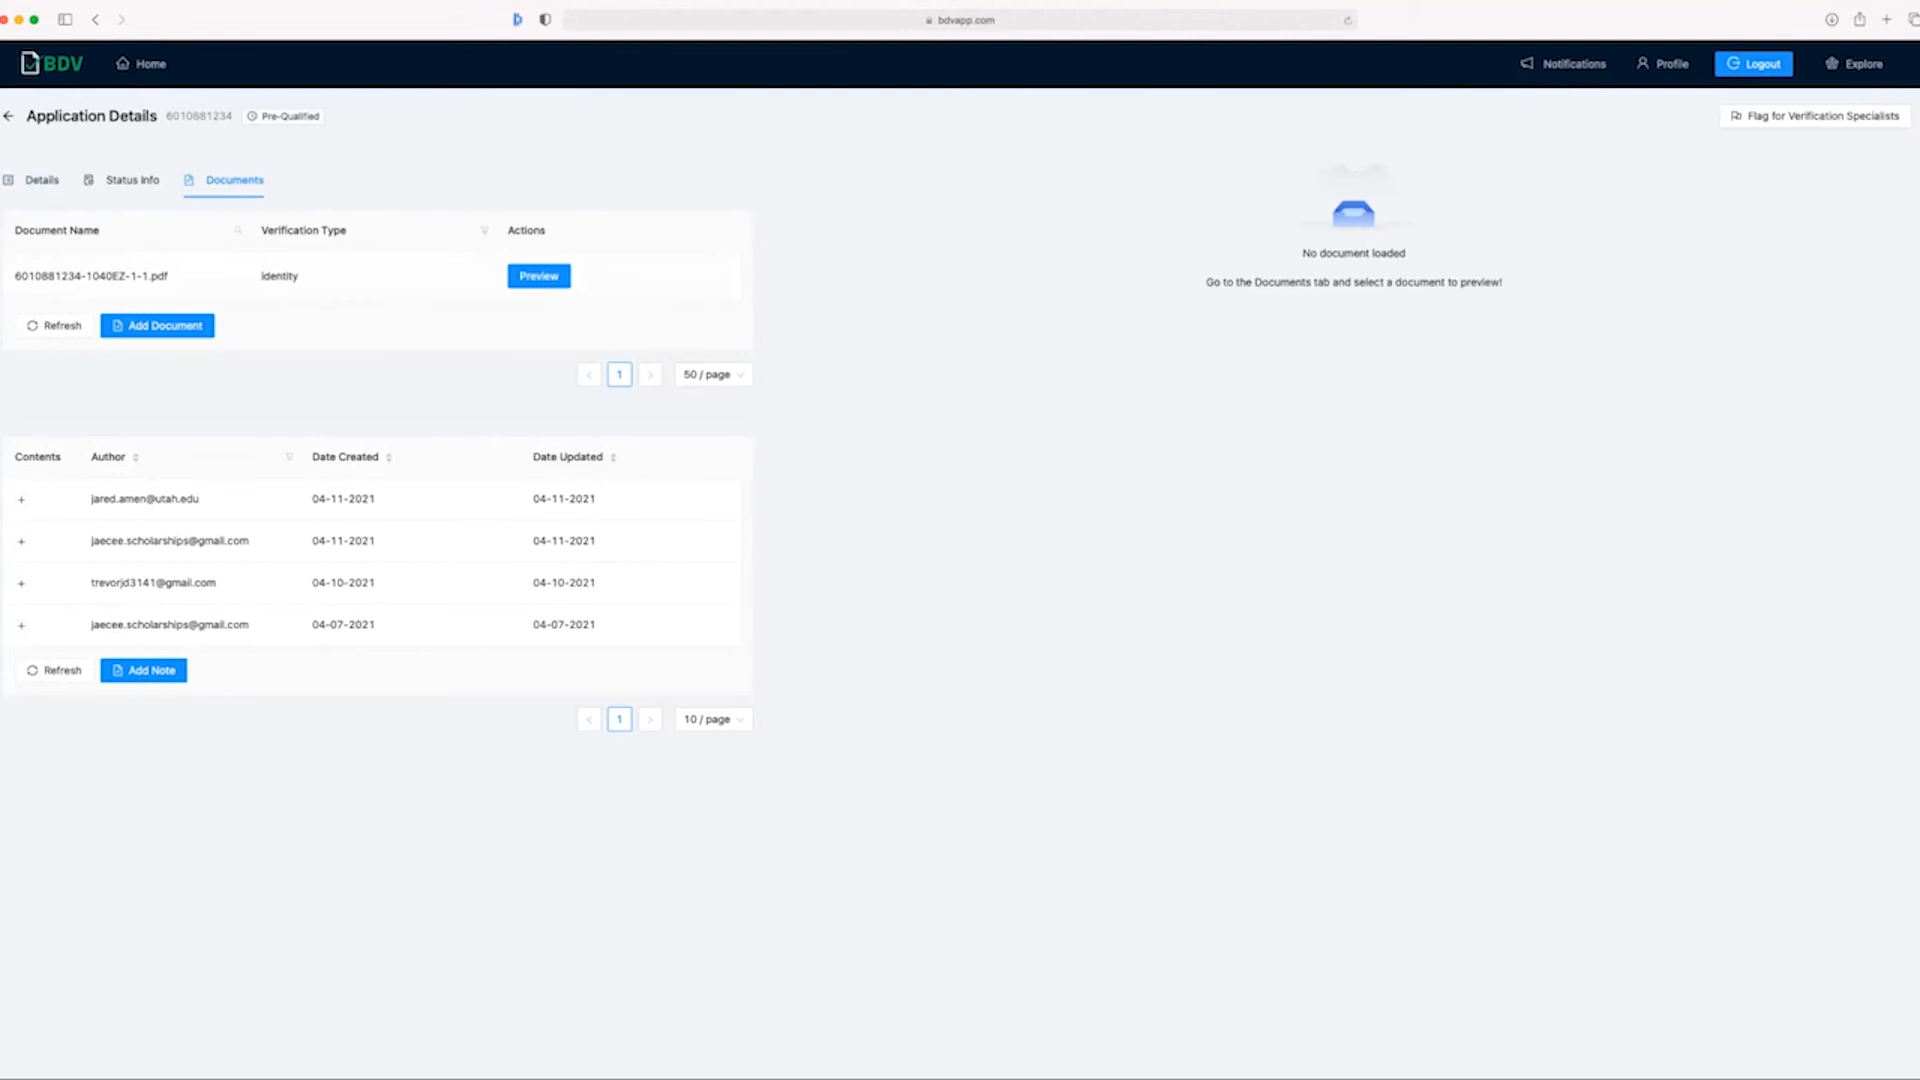 bdvapp.com
BDV Home Notifications Profile Logout Explore
Application Details 6010881234 Pre-Qualified Flag for Verification Specialists
Details Status Info Documents
Document Name Verification Type Actions
6010881234-1040EZ-1-1.pdf identity Preview
Refresh Add Document
1 50 / page
No document loaded
Go to the Documents tab and select a document to preview!
Contents Author Date Created Date Updated
+ jared.amen@utah.edu 04-11-2021 04-11-2021
+ jaecee.scholarships@gmail.com 04-11-2021 04-11-2021
+ trevorjd3141@gmail.com 04-10-2021 04-10-2021
+ jaecee.scholarships@gmail.com 04-07-2021 04-07-2021
Refresh Add Note
1 10 / page